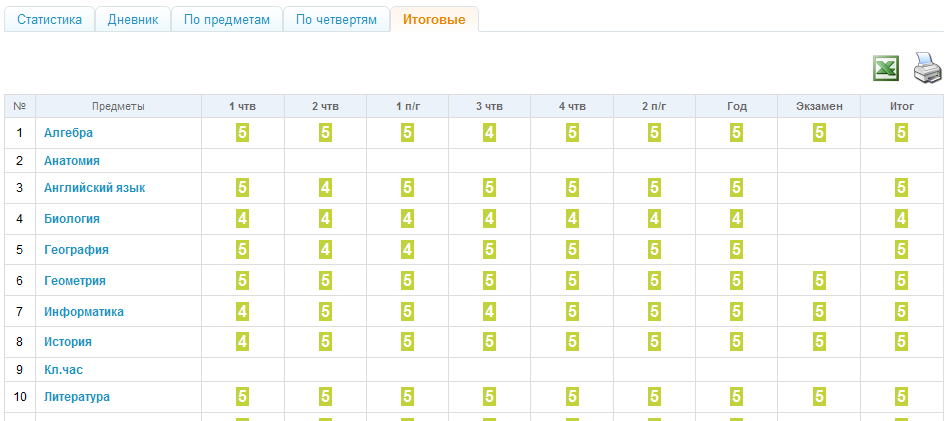 Статистика Дневник По предметам По четвертям Итоговые
№ Предметы 1 чтв 2 чтв 1 п/г 3 чтв 4 чтв 2 п/г Год Экзамен Итог
1 Алгебра 5 5 5 4 5 5 5 5 5
2 Анатомия
3 Английский язык 5 4 5 5 5 5 5 5
4 Биология 4 4 4 4 4 4 4 4
5 География 5 4 4 5 5 5 5 5
6 Геометрия 5 5 5 5 5 5 5 5 5
7 Информатика 4 5 5 4 5 5 5 5 5
8 История 4 5 5 5 5 5 5 5 5
9 Кл.час
10 Литература 5 5 5 5 5 5 5 5 5